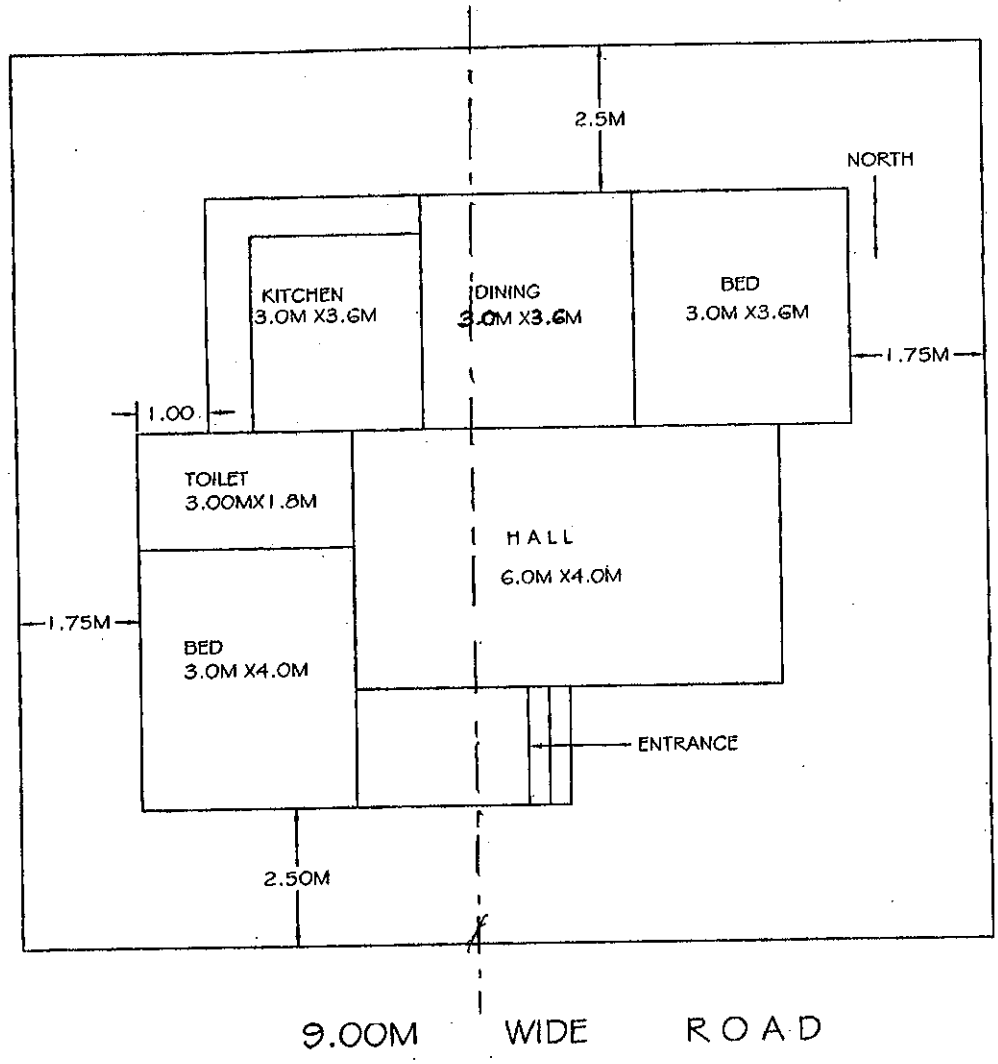 2.5M
NORTH
KITCHEN
3.0M X3.6M
DINING
3.0M X3.6M
BED
3.0M X3.6M
1.75M
1.00
TOILET
3.00MX1.8M
HALL
6.0M X4.0M
1.75M
BED
3.0M X4.0M
ENTRANCE
2.50M
9.00M WIDE ROAD